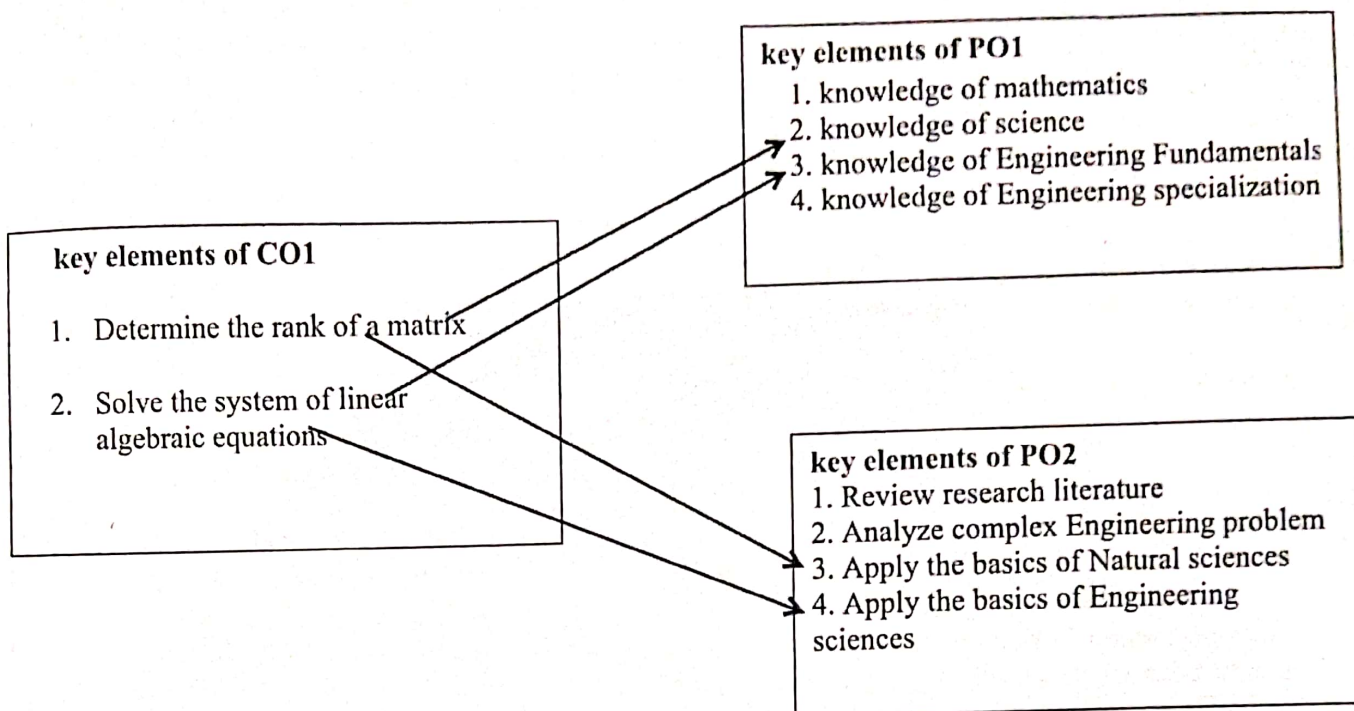 key elements of PO1
1. knowledge of mathematics
2. knowledge of science
3. knowledge of Engineering Fundamentals
4. knowledge of Engineering specialization
key elements of CO1
1. Determine the rank of a matrix
2. Solve the system of linear
algebraic equations
key elements of PO2
1. Review research literature
2. Analyze complex Engineering problem
3. Apply the basics of Natural sciences
4. Apply the basics of Engineering
sciences